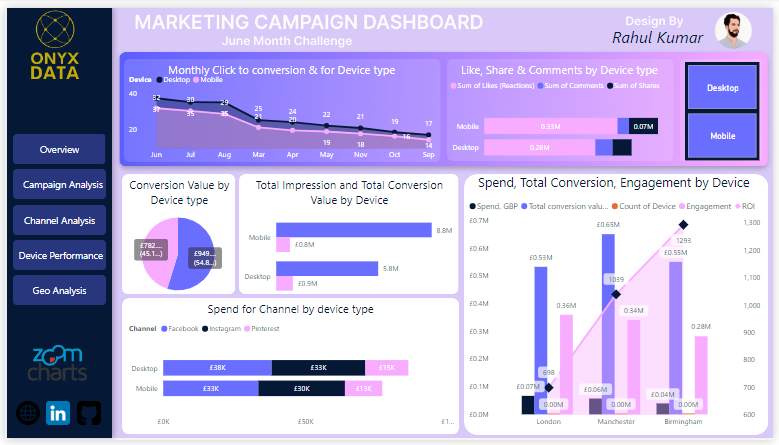 ONYX
DATA
Overview
Campaign Analysis
Channel Analysis
Device Performance
Geo Analysis
ZOOM
charts
in
MARKETING CAMPAIGN DASHBOARD
June Month Challenge
Design By
Rahul Kumar
Monthly Click to conversion & for Device type
Device Desktop Mobile
40
20
32 30 29 25 24 22 21 19 17
31 35 35 21 20 19 18 16 14
Jun Jul Aug Mar Apr May Nov Oct Sep
Like, Share & Comments by Device type
Sum of Likes (Reactions) Sum of Comments Sum of Shares
Mobile 0.33M 0.07M
Desktop 0.28M
Desktop
Mobile
Conversion Value by
Device type
£782....
(45.1...
£949....
(54.8...
Total Impression and Total Conversion
Value by Device
Mobile 8.8M
£0.8M
Desktop 5.8M
£0.9M
Spend for Channel by device type
Channel Facebook Instagram Pinterest
Desktop £38K £33K £15K
Mobile £33K £30K £13K
£0K £50K £1...
Spend, Total Conversion, Engagement by Device
Spend, GBP Total conversion valu... Count of Device Engagement ROI
£0.7M
£0.6M
£0.5M
£0.4M
£0.3M
£0.2M
£0.1M
£0.0M
1,300
1,200
1,100
1000
900
800
700
600
£0.53M £0.65M £0.55M
0.36M 0.34M 0.28M
698 1039 1293
£0.07M £0.06M £0.04M
0.00M 0.00M 0.00M
London Manchester Birmingham